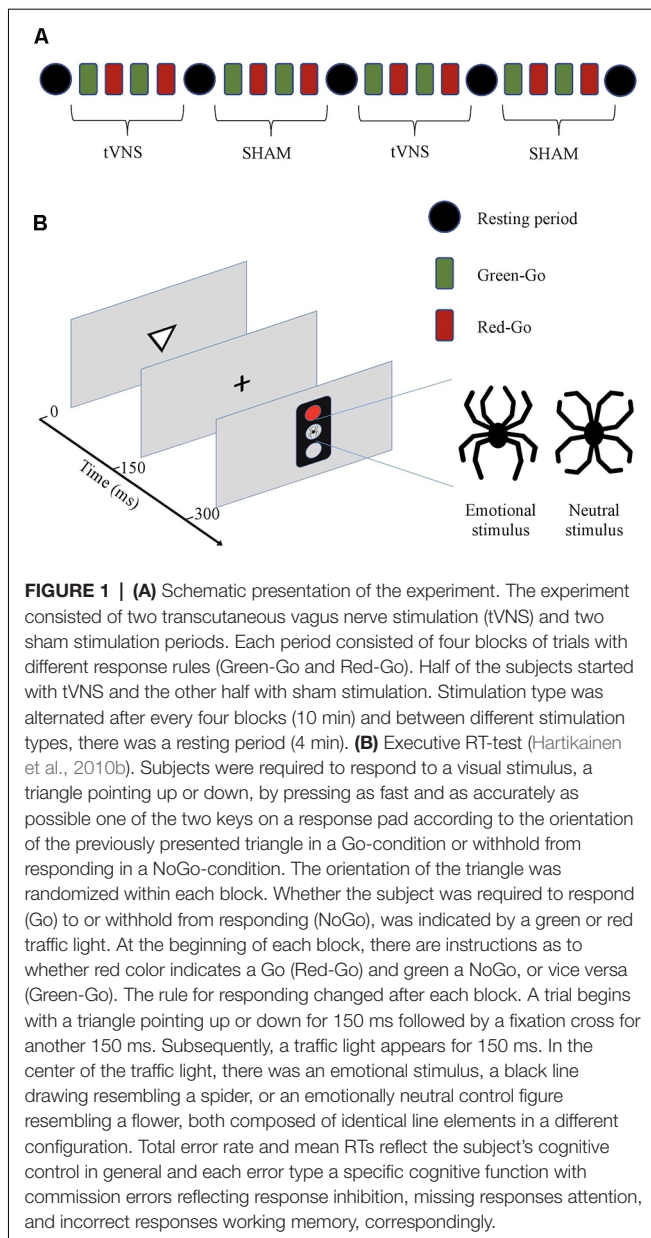 A
tVNS
SHAM
tVNS
SHAM
B
Resting period
Green-Go
Red-Go
0
150
300
Time (ms)
Emotional
stimulus
Neutral
stimulus
FIGURE 1 | (A) Schematic presentation of the experiment. The experiment
consisted of two transcutaneous vagus nerve stimulation (tVNS) and two
sham stimulation periods. Each period consisted of four blocks of trials with
different response rules (Green-Go and Red-Go). Half of the subjects started
with tVNS and the other half with sham stimulation. Stimulation type was
alternated after every four blocks (10 min) and between different stimulation
types, there was a resting period (4 min). (B) Executive RT-test (Hartikainen
et al., 2010b). Subjects were required to respond to a visual stimulus, a
triangle pointing up or down, by pressing as fast and as accurately as
possible one of the two keys on a response pad according to the orientation
of the previously presented triangle in a Go-condition or withhold from
responding in a NoGo-condition. The orientation of the triangle was
randomized within each block. Whether the subject was required to respond
(Go) to or withhold from responding (NoGo), was indicated by a green or red
traffic light. At the beginning of each block, there are instructions as to
whether red color indicates a Go (Red-Go) and green a NoGo, or vice versa
(Green-Go). The rule for responding changed after each block. A trial begins
with a triangle pointing up or down for 150 ms followed by a fixation cross for
another 150 ms. Subsequently, a traffic light appears for 150 ms. In the
center of the traffic light, there was an emotional stimulus, a black line
drawing resembling a spider, or an emotionally neutral control figure
resembling a flower, both composed of identical line elements in a different
configuration. Total error rate and mean RTs reflect the subject's cognitive
control in general and each error type a specific cognitive function with
commission errors reflecting response inhibition, missing responses attention,
and incorrect responses working memory, correspondingly.